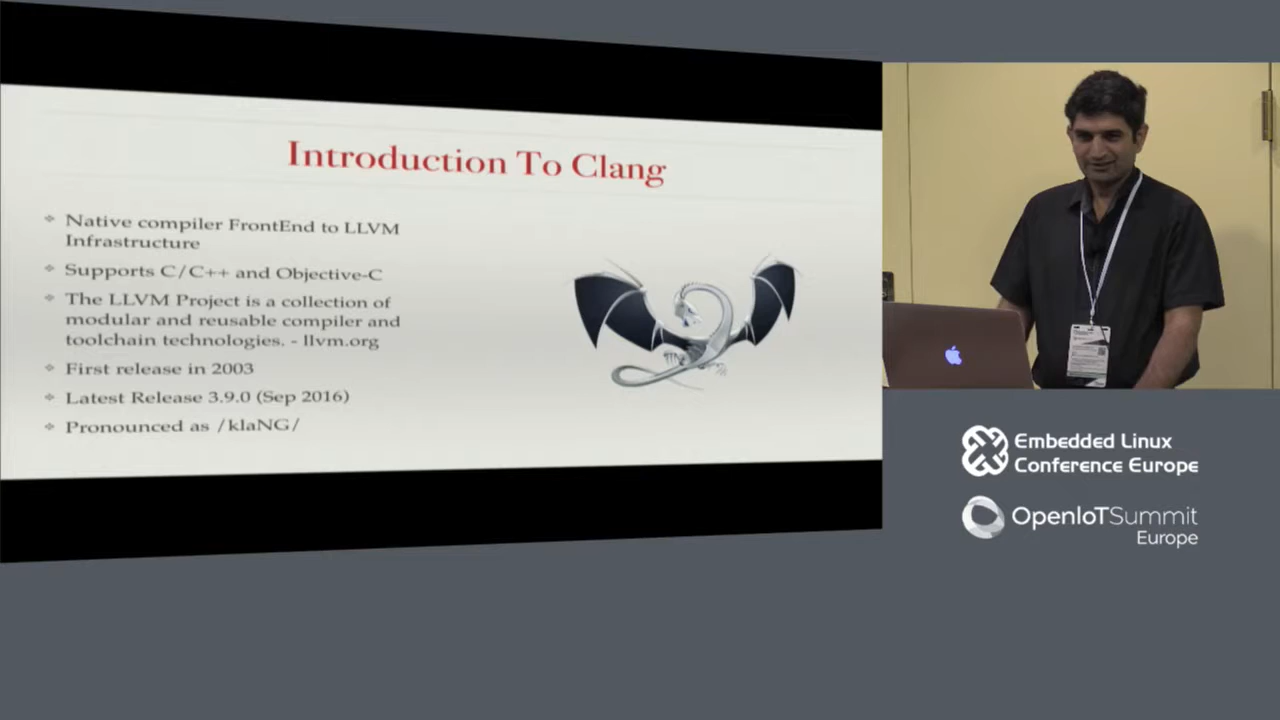 Introduction To Clang
Native compiler FrontEnd to LLVM
Infrastructure
Supports C/C++ and Objective-C
The LLVM Project is a collection of
modular and reusable compiler and
toolchain technologies. - llvm.org
First release in 2003
Latest Release 3.9.0 (Sep 2016)
Pronounced as /klaNG/
Embedded Linux
Conference Europe
OpenIoTSummit
Europe